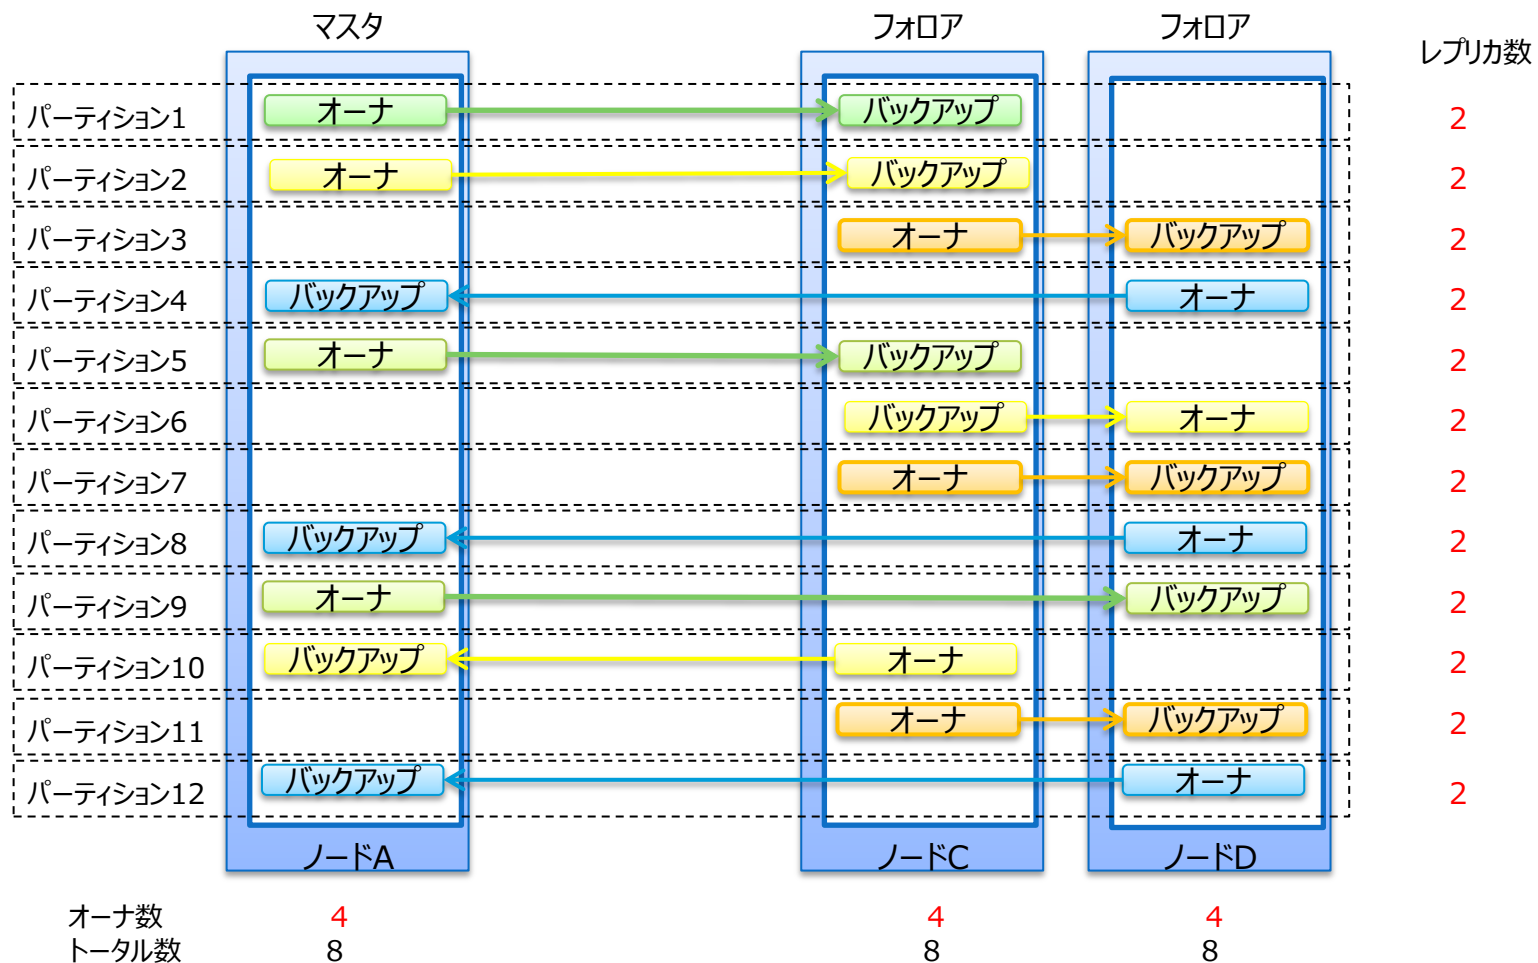 マスタ フォロア フォロア
レプリカ数
パーティション1 オーナ バックアップ 2
パーティション2 オーナ バックアップ 2
パーティション3 オーナ バックアップ 2
パーティション4 バックアップ オーナ 2
パーティション5 オーナ バックアップ 2
パーティション6 バックアップ オーナ 2
パーティション7 オーナ バックアップ 2
パーティション8 バックアップ オーナ 2
パーティション9 オーナ バックアップ 2
パーティション10 バックアップ オーナ 2
パーティション11 オーナ バックアップ 2
パーティション12 バックアップ オーナ 2
ノードA ノードC ノードD
オーナ数 4 4 4
トータル数 8 8 8